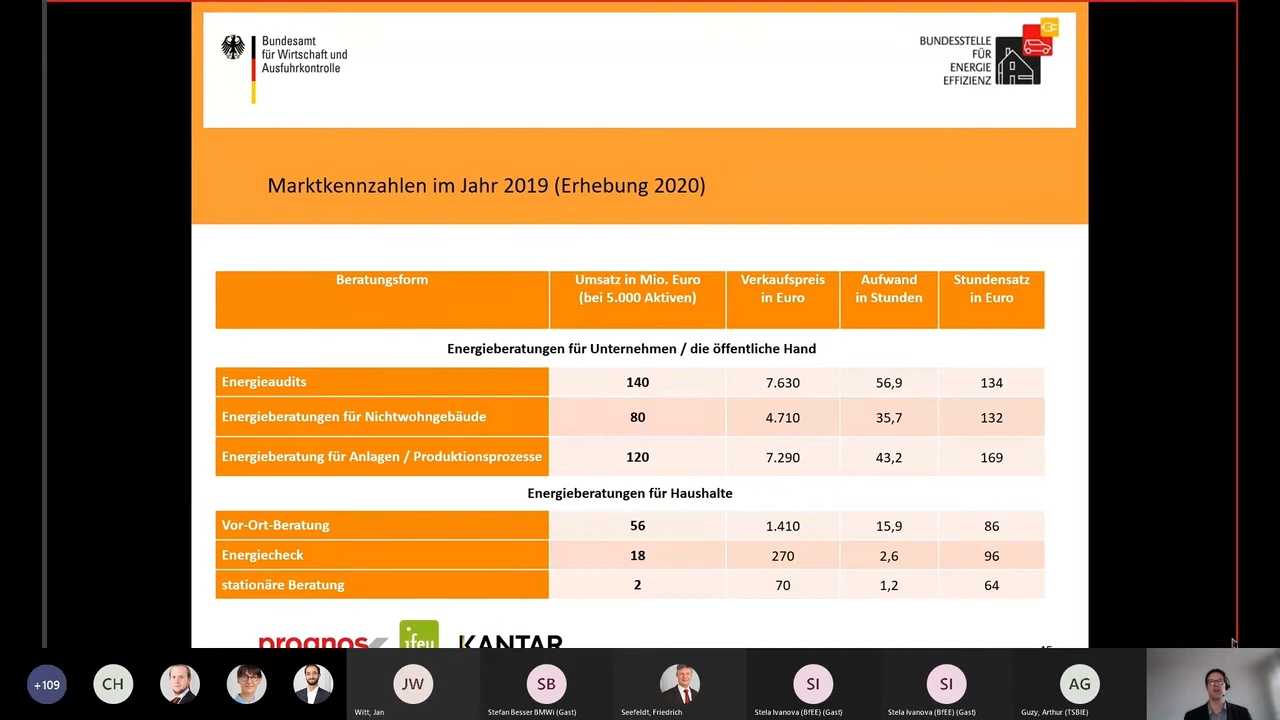 Bundesamt
für Wirtschaft und
Ausfuhrkontrolle
BUNDESSTELLE
FÜR
ENERGIE
EFFIZIENZ
Marktkennzahlen im Jahr 2019 (Erhebung 2020)
Beratungsform Umsatz in Mio. Euro (bei 5.000 Aktiven) Verkaufspreis in Euro Aufwand in Stunden Stundensatz in Euro
Energieberatungen für Unternehmen / die öffentliche Hand
Energieaudits 140 7.630 56,9 134
Energieberatungen für Nichtwohngebäude 80 4.710 35,7 132
Energieberatung für Anlagen / Produktionsprozesse 120 7.290 43,2 169
Energieberatungen für Haushalte
Vor-Ort-Beratung 56 1.410 15,9 86
Energiecheck 18 270 2,6 96
stationäre Beratung 2 70 1,2 64
prognos ifeu KANTAR
+109 CH JW SB SI SI AG
Witt, Jan Stefan Besser BMWi (Gast) Seefeldt, Friedrich Stela Ivanova (BfEE) (Gast) Stela Ivanova (BfEE) (Gast) Guzy, Arthur (TSBIE)